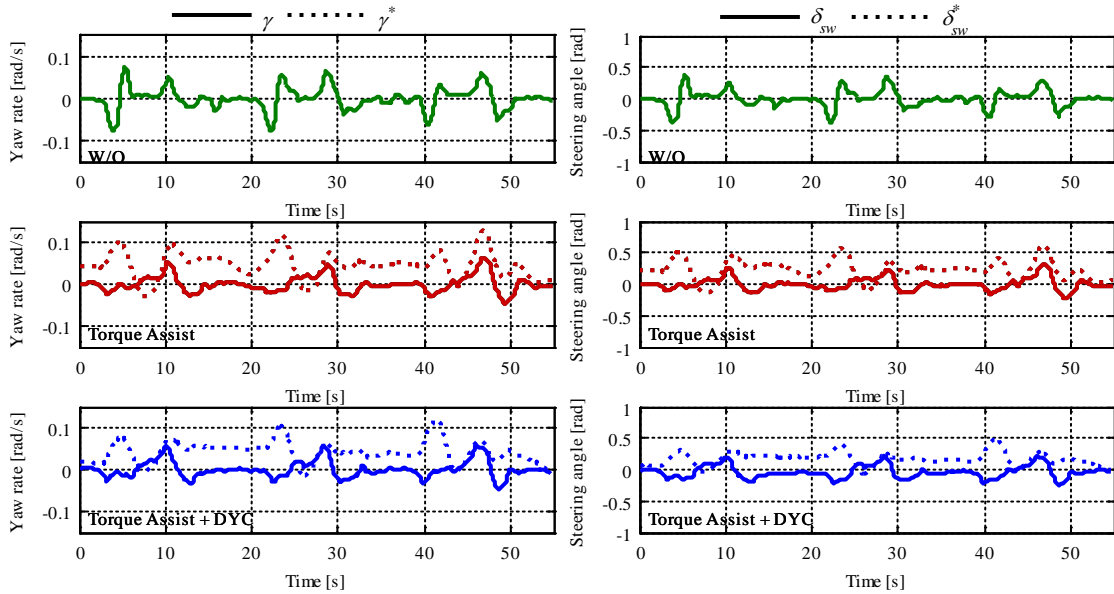 γ γ*
δsw δ*sw
Yaw rate [rad/s]
0.1
0
-0.1
W/O
0 10 20 30 40 50
Time [s]
Steering angle [rad]
1
0.5
0
-0.5
-1
W/O
0 10 20 30 40 50
Time [s]
Yaw rate [rad/s]
0.1
0
-0.1
Torque Assist
0 10 20 30 40 50
Time [s]
Steering angle [rad]
1
0.5
0
-0.5
-1
Torque Assist
0 10 20 30 40 50
Time [s]
Yaw rate [rad/s]
0.1
0
-0.1
Torque Assist + DYC
0 10 20 30 40 50
Time [s]
Steering angle [rad]
1
0.5
0
-0.5
-1
Torque Assist + DYC
0 10 20 30 40 50
Time [s]